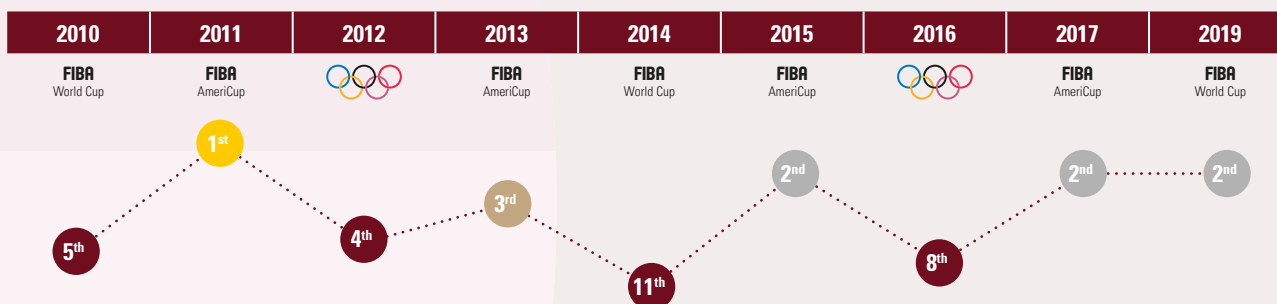 2010 2011 2012 2013 2014 2015 2016 2017 2019
FIBA FIBA FIBA FIBA FIBA FIBA FIBA
World Cup AmeriCup AmeriCup World Cup AmeriCup AmeriCup World Cup
1st
2nd 2nd 2nd
3rd
4th
5th
8th
11th